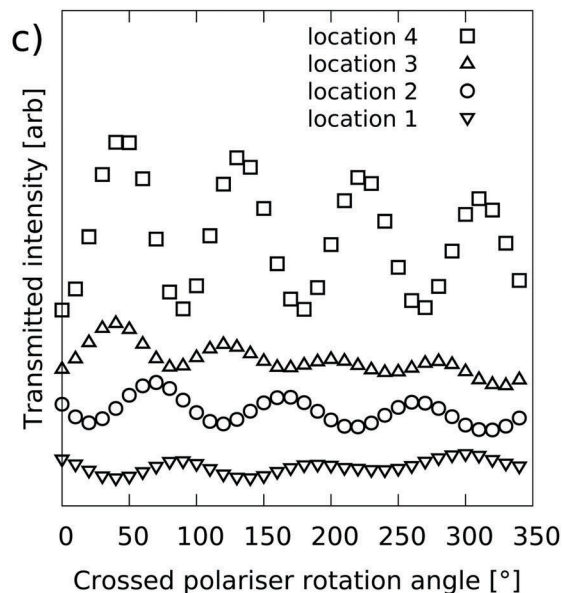 c)
location 4
location 3
location 2
location 1
Transmitted intensity [arb]
0 50 100 150 200 250 300 350
Crossed polariser rotation angle [°]